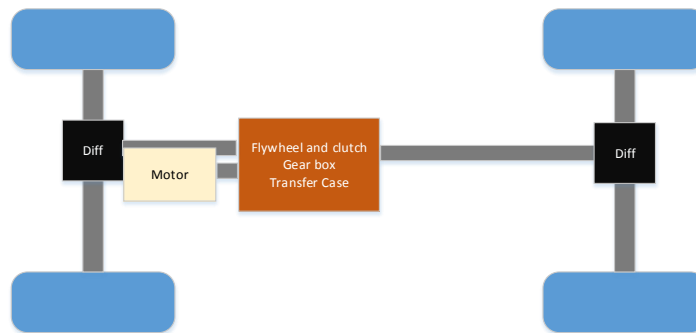 Diff
Motor
Flywheel and clutch
Gear box
Transfer Case
Diff